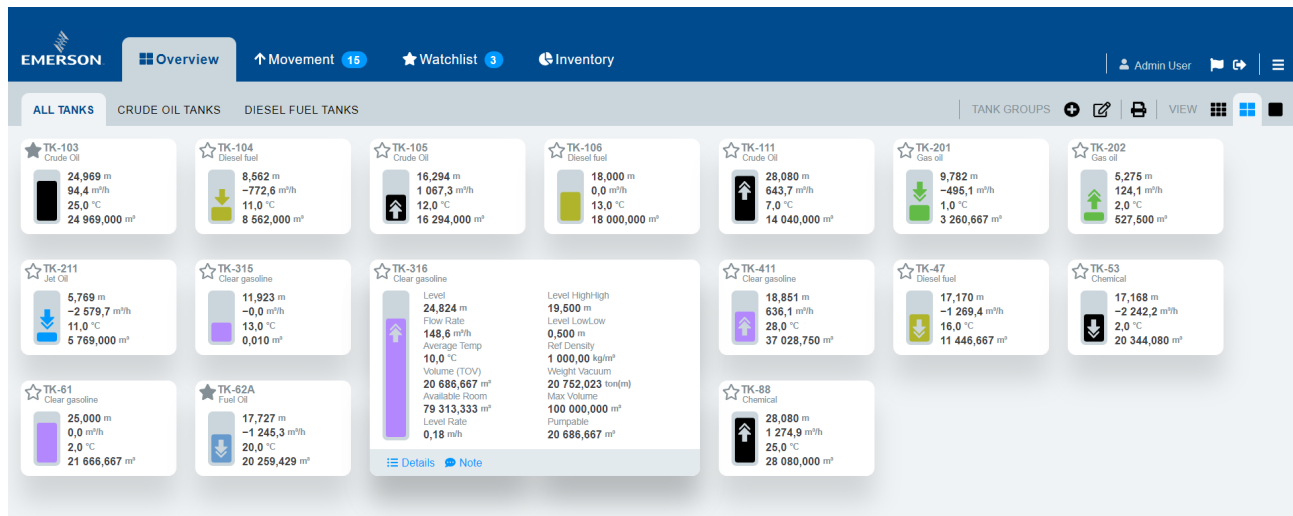 EMERSON
Overview
Movement 15
Watchlist 3
Inventory
Admin User
ALL TANKS
CRUDE OIL TANKS
DIESEL FUEL TANKS
TANK GROUPS
VIEW
TK-103
Crude Oil
24,969 m
94,4 m³/h
25,0 °C
24 969,000 m³
TK-104
Diesel fuel
8,562 m
−772,6 m³/h
11,0 °C
8 562,000 m³
TK-105
Crude Oil
16,294 m
1 067,3 m³/h
12,0 °C
16 294,000 m³
TK-106
Diesel fuel
18,000 m
0,0 m³/h
13,0 °C
18 000,000 m³
TK-111
Crude Oil
28,080 m
643,7 m³/h
7,0 °C
14 040,000 m³
TK-201
Gas oil
9,782 m
−495,1 m³/h
1,0 °C
3 260,667 m³
TK-202
Gas oil
5,275 m
124,1 m³/h
2,0 °C
527,500 m³
TK-211
Jet Oil
5,769 m
−2 579,7 m³/h
11,0 °C
5 769,000 m³
TK-315
Clear gasoline
11,923 m
−0,0 m³/h
13,0 °C
0,010 m³
TK-316
Clear gasoline
Level
24,824 m
Flow Rate
148,6 m³/h
Average Temp
10,0 °C
Volume (TOV)
20 686,667 m³
Available Room
79 313,333 m³
Level Rate
0,18 m/h
Level HighHigh
19,500 m
Level LowLow
0,500 m
Ref Density
1 000,00 kg/m³
Weight Vacuum
20 752,023 ton(m)
Max Volume
100 000,000 m³
Pumpable
20 686,667 m³
Details
Note
TK-411
Clear gasoline
18,851 m
636,1 m³/h
28,0 °C
37 028,750 m³
TK-47
Diesel fuel
17,170 m
−1 269,4 m³/h
16,0 °C
11 446,667 m³
TK-53
Chemical
17,168 m
−2 242,2 m³/h
2,0 °C
20 344,080 m³
TK-61
Clear gasoline
25,000 m
0,0 m³/h
2,0 °C
21 666,667 m³
TK-62A
Fuel Oil
17,727 m
−1 245,3 m³/h
20,0 °C
20 259,429 m³
TK-88
Chemical
28,080 m
1 274,9 m³/h
25,0 °C
28 080,000 m³